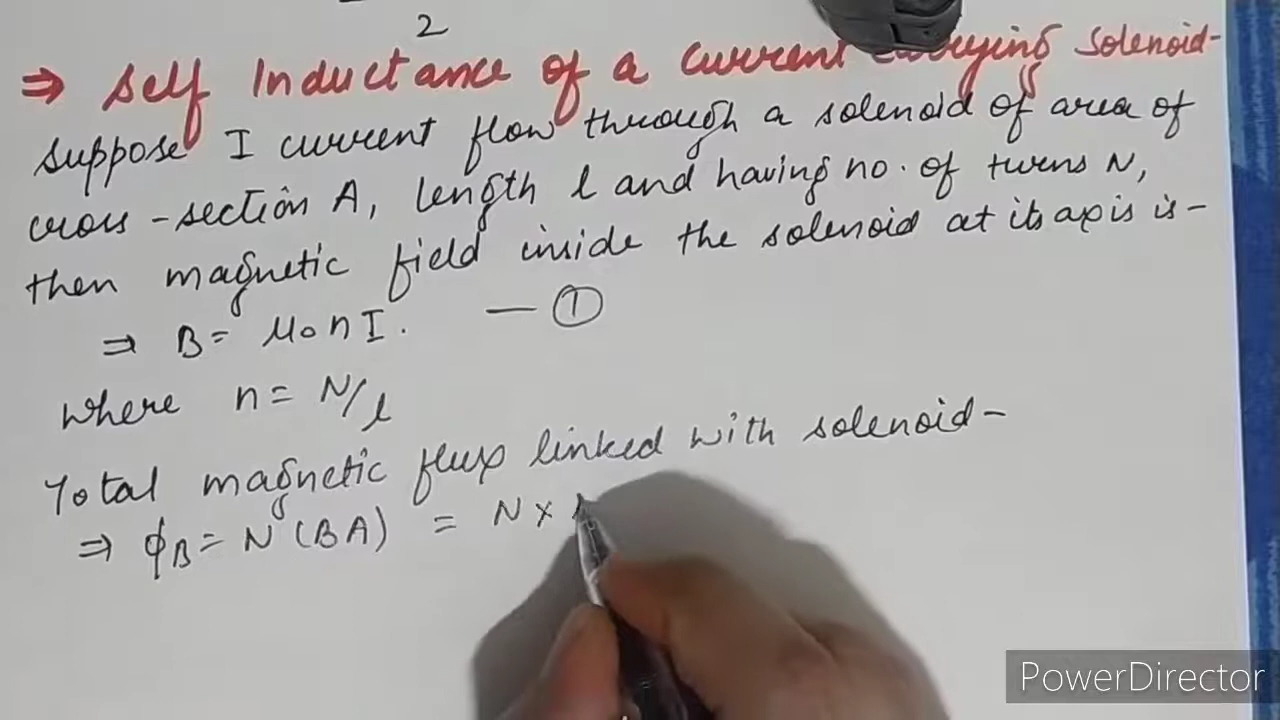 2
⇒ Self Inductance of a current carrying solenoid-
Suppose I current flow through a solenoid of area of
cross-section A, length l and having no. of turns N,
then magnetic field inside the solenoid at its axis is-
⇒ B= μ0nI. — ①
where n= N/l
Total magnetic flux linked with solenoid-
⇒ ϕB= N(BA) = N×
PowerDirector